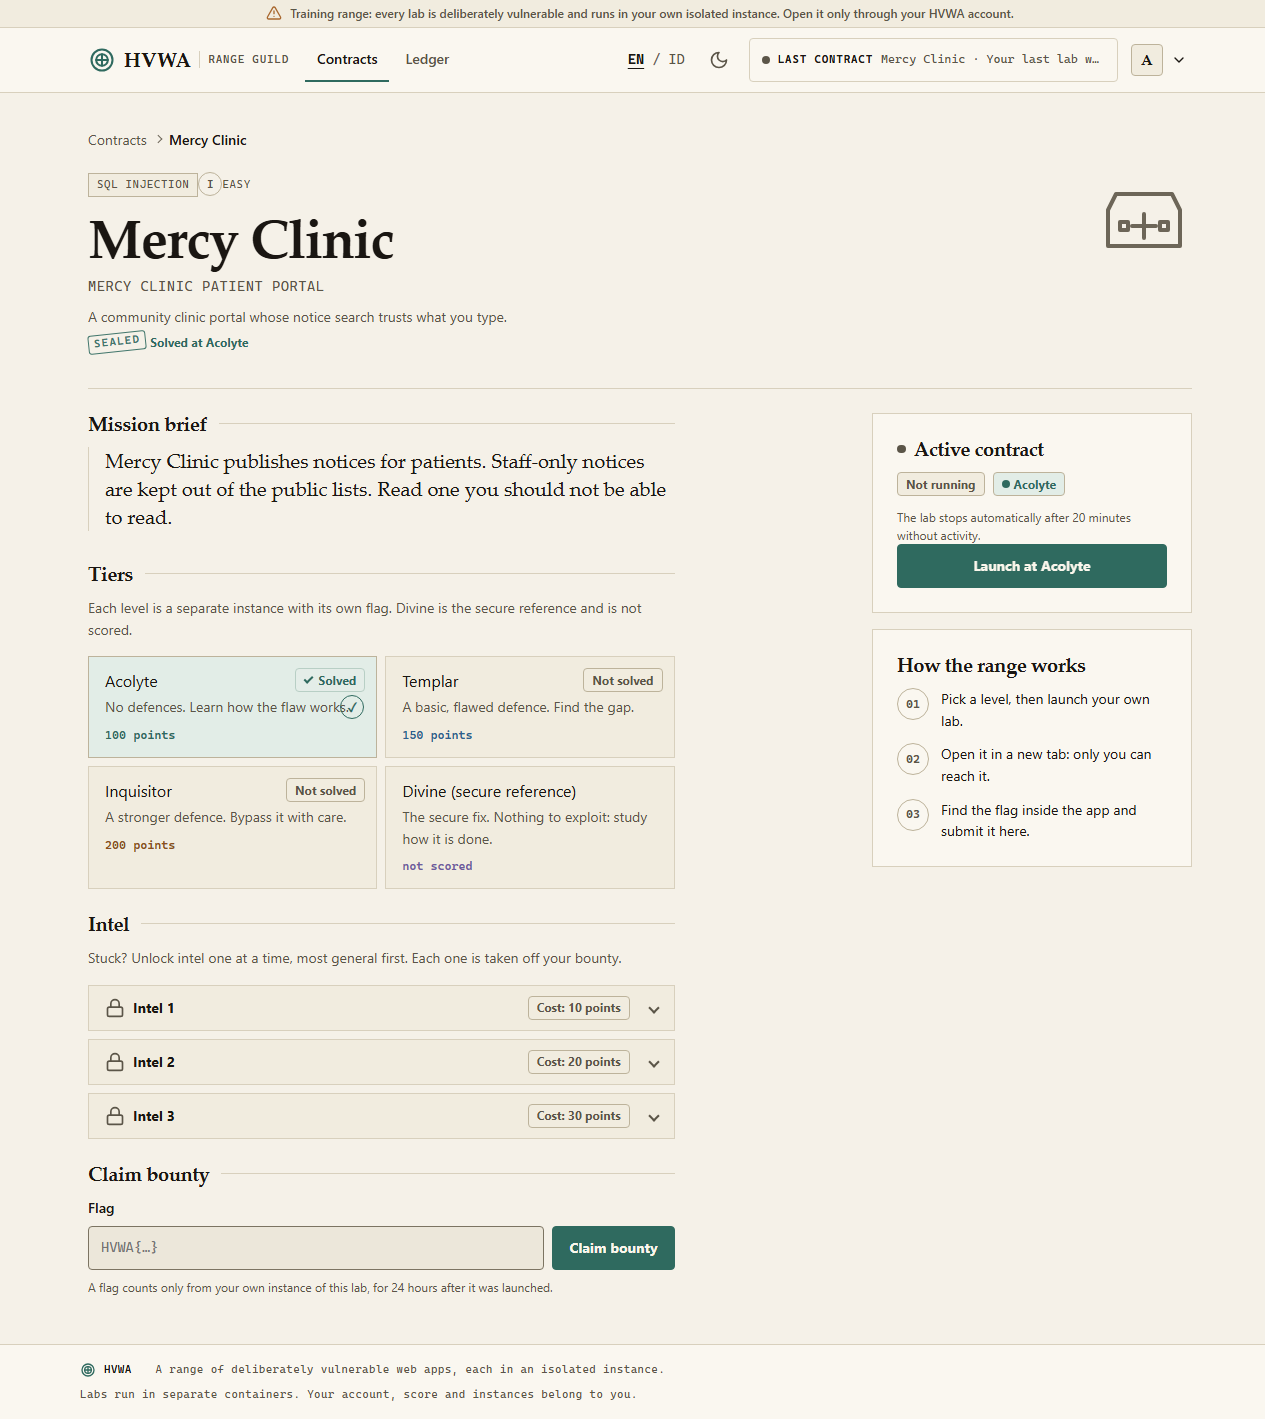 Training range: every lab is deliberately vulnerable and runs in your own isolated instance. Open it only through your HVWA account.
HVWA RANGE GUILD Contracts Ledger EN / ID LAST CONTRACT Mercy Clinic · Your last lab w… A
Contracts Mercy Clinic
SQL INJECTION I EASY
Mercy Clinic
MERCY CLINIC PATIENT PORTAL
A community clinic portal whose notice search trusts what you type.
SEALED Solved at Acolyte
Mission brief
Mercy Clinic publishes notices for patients. Staff-only notices
are kept out of the public lists. Read one you should not be able
to read.
Tiers
Each level is a separate instance with its own flag. Divine is the secure reference and is not
scored.
Acolyte Solved
No defences. Learn how the flaw works.
100 points
Templar Not solved
A basic, flawed defence. Find the gap.
150 points
Inquisitor Not solved
A stronger defence. Bypass it with care.
200 points
Divine (secure reference)
The secure fix. Nothing to exploit: study
how it is done.
not scored
Intel
Stuck? Unlock intel one at a time, most general first. Each one is taken off your bounty.
Intel 1 Cost: 10 points
Intel 2 Cost: 20 points
Intel 3 Cost: 30 points
Claim bounty
Flag
HVWA{…} Claim bounty
A flag counts only from your own instance of this lab, for 24 hours after it was launched.
Active contract
Not running Acolyte
The lab stops automatically after 20 minutes
without activity.
Launch at Acolyte
How the range works
01 Pick a level, then launch your own
lab.
02 Open it in a new tab: only you can
reach it.
03 Find the flag inside the app and
submit it here.
HVWA A range of deliberately vulnerable web apps, each in an isolated instance.
Labs run in separate containers. Your account, score and instances belong to you.